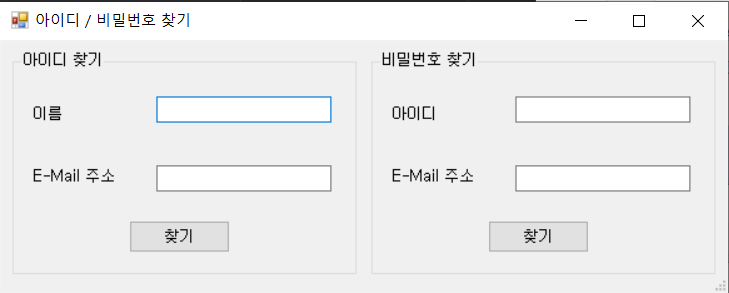 아이디 / 비밀번호 찾기
아이디 찾기
이름
E-Mail 주소
찾기
비밀번호 찾기
아이디
E-Mail 주소
찾기